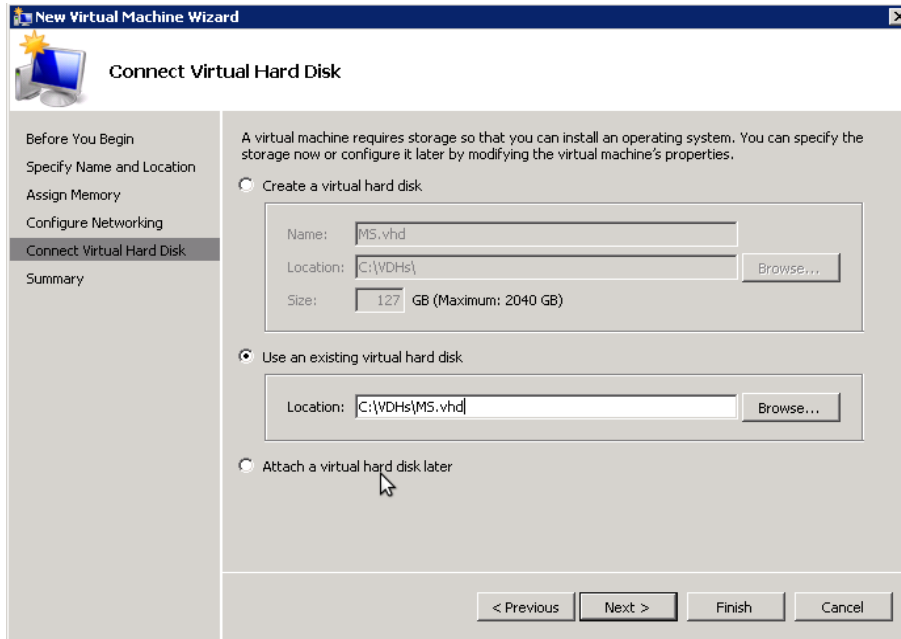 New Virtual Machine Wizard
Connect Virtual Hard Disk
Before You Begin
Specify Name and Location
Assign Memory
Configure Networking
Connect Virtual Hard Disk
Summary
A virtual machine requires storage so that you can install an operating system. You can specify the
storage now or configure it later by modifying the virtual machine's properties.
Create a virtual hard disk
Name: MS.vhd
Location: C:\VDHs\ Browse...
Size: 127 GB (Maximum: 2040 GB)
Use an existing virtual hard disk
Location: C:\VDHs\MS.vhd Browse...
Attach a virtual hard disk later
< Previous Next > Finish Cancel